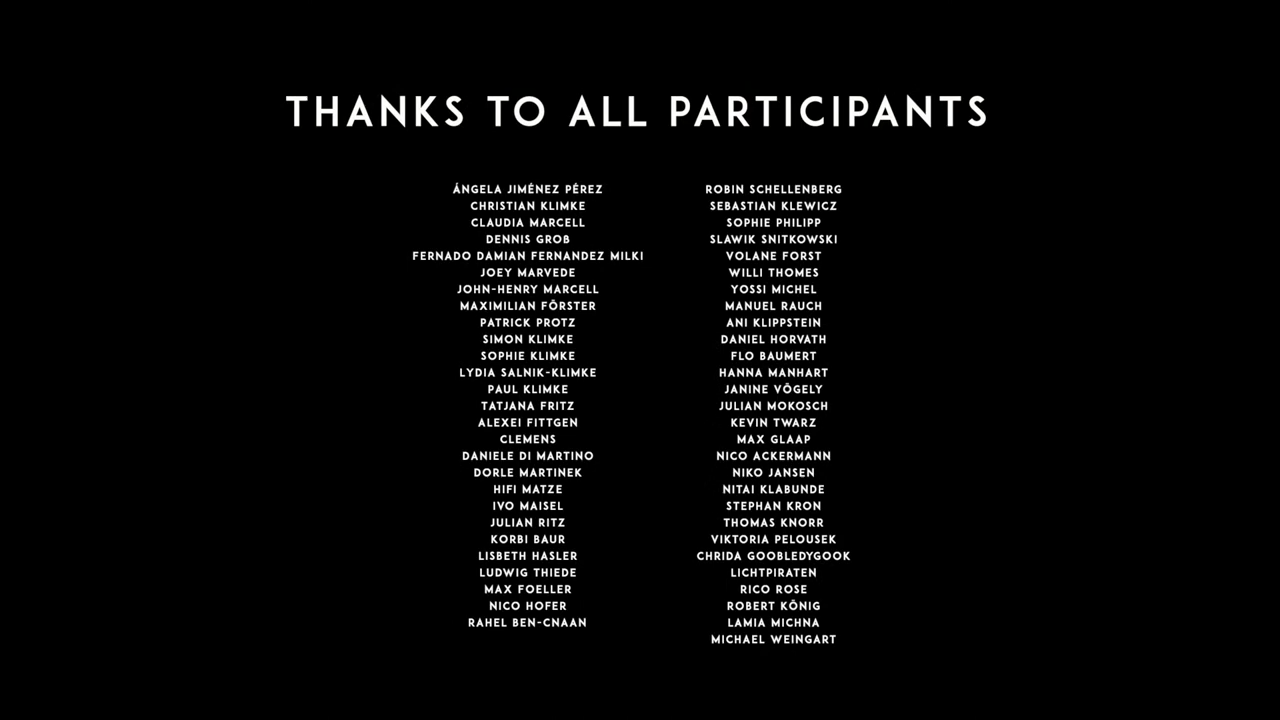 THANKS TO ALL PARTICIPANTS
ÁNGELA JIMÉNEZ PÉREZ
CHRISTIAN KLIMKE
CLAUDIA MARCELL
DENNIS GROB
FERNADO DAMIAN FERNANDEZ MILKI
JOEY MARVEDE
JOHN-HENRY MARCELL
MAXIMILIAN FÖRSTER
PATRICK PROTZ
SIMON KLIMKE
SOPHIE KLIMKE
LYDIA SALNIK-KLIMKE
PAUL KLIMKE
TATJANA FRITZ
ALEXEI FITTGEN
CLEMENS
DANIELE DI MARTINO
DORLE MARTINEK
HIFI MATZE
IVO MAISEL
JULIAN RITZ
KORBI BAUR
LISBETH HASLER
LUDWIG THIEDE
MAX FOELLER
NICO HOFER
RAHEL BEN-CNAAN
ROBIN SCHELLENBERG
SEBASTIAN KLEWICZ
SOPHIE PHILIPP
SLAWIK SNITKOWSKI
VOLANE FORST
WILLI THOMES
YOSSI MICHEL
MANUEL RAUCH
ANI KLIPPSTEIN
DANIEL HORVATH
FLO BAUMERT
HANNA MANHART
JANINE VÖGELY
JULIAN MOKOSCH
KEVIN TWARZ
MAX GLAAP
NICO ACKERMANN
NIKO JANSEN
NITAI KLABUNDE
STEPHAN KRON
THOMAS KNORR
VIKTORIA PELOUSEK
CHRIDA GOOBLEDYGOOK
LICHTPIRATEN
RICO ROSE
ROBERT KÖNIG
LAMIA MICHNA
MICHAEL WEINGART